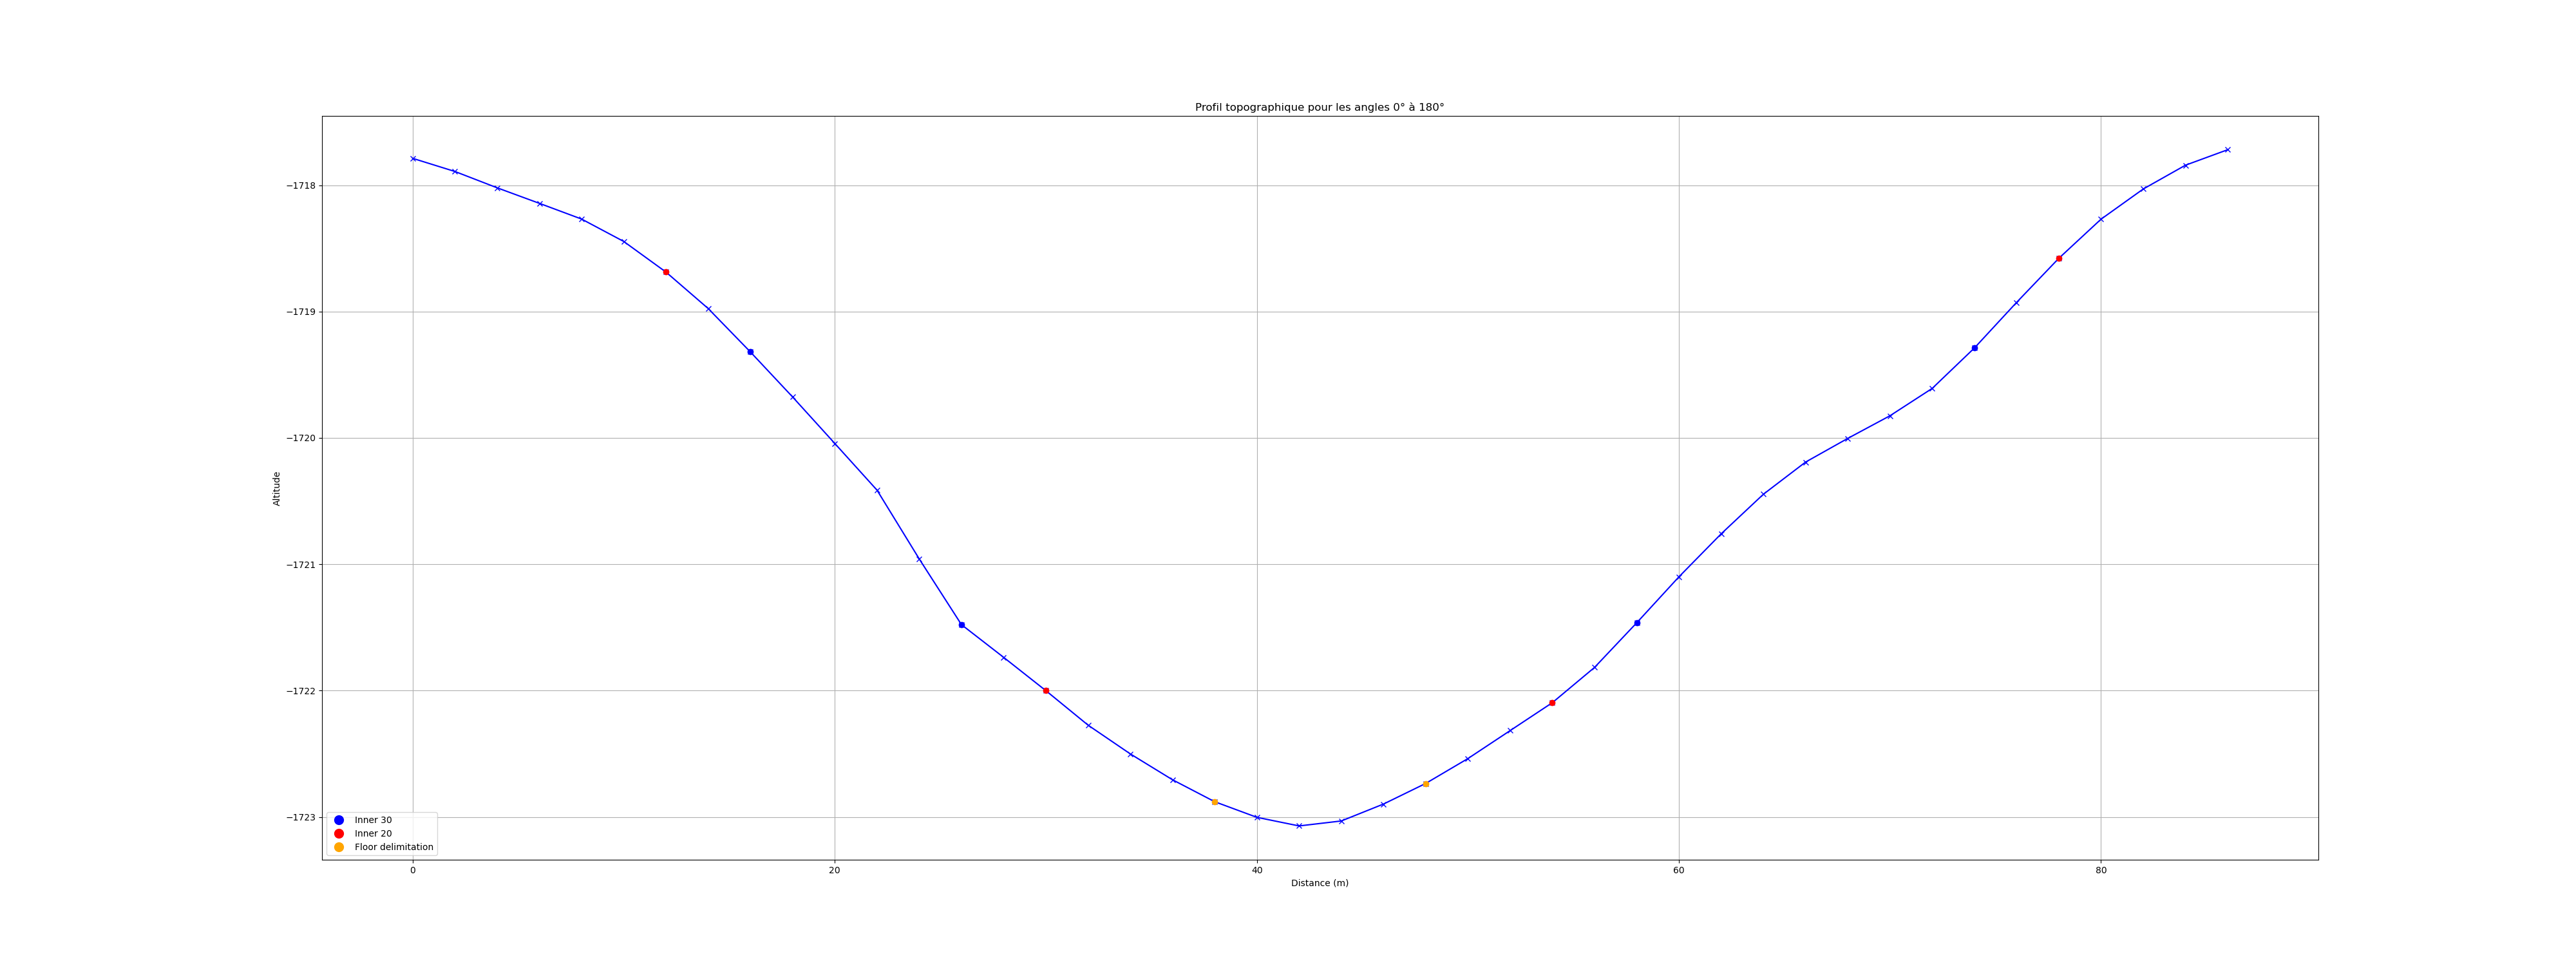 Profil topographique pour les angles 0° à 180°
−1718
−1719
−1720
−1721
−1722
−1723
Altitude
Inner 30
Inner 20
Floor delimitation
0
20
40
60
80
Distance (m)